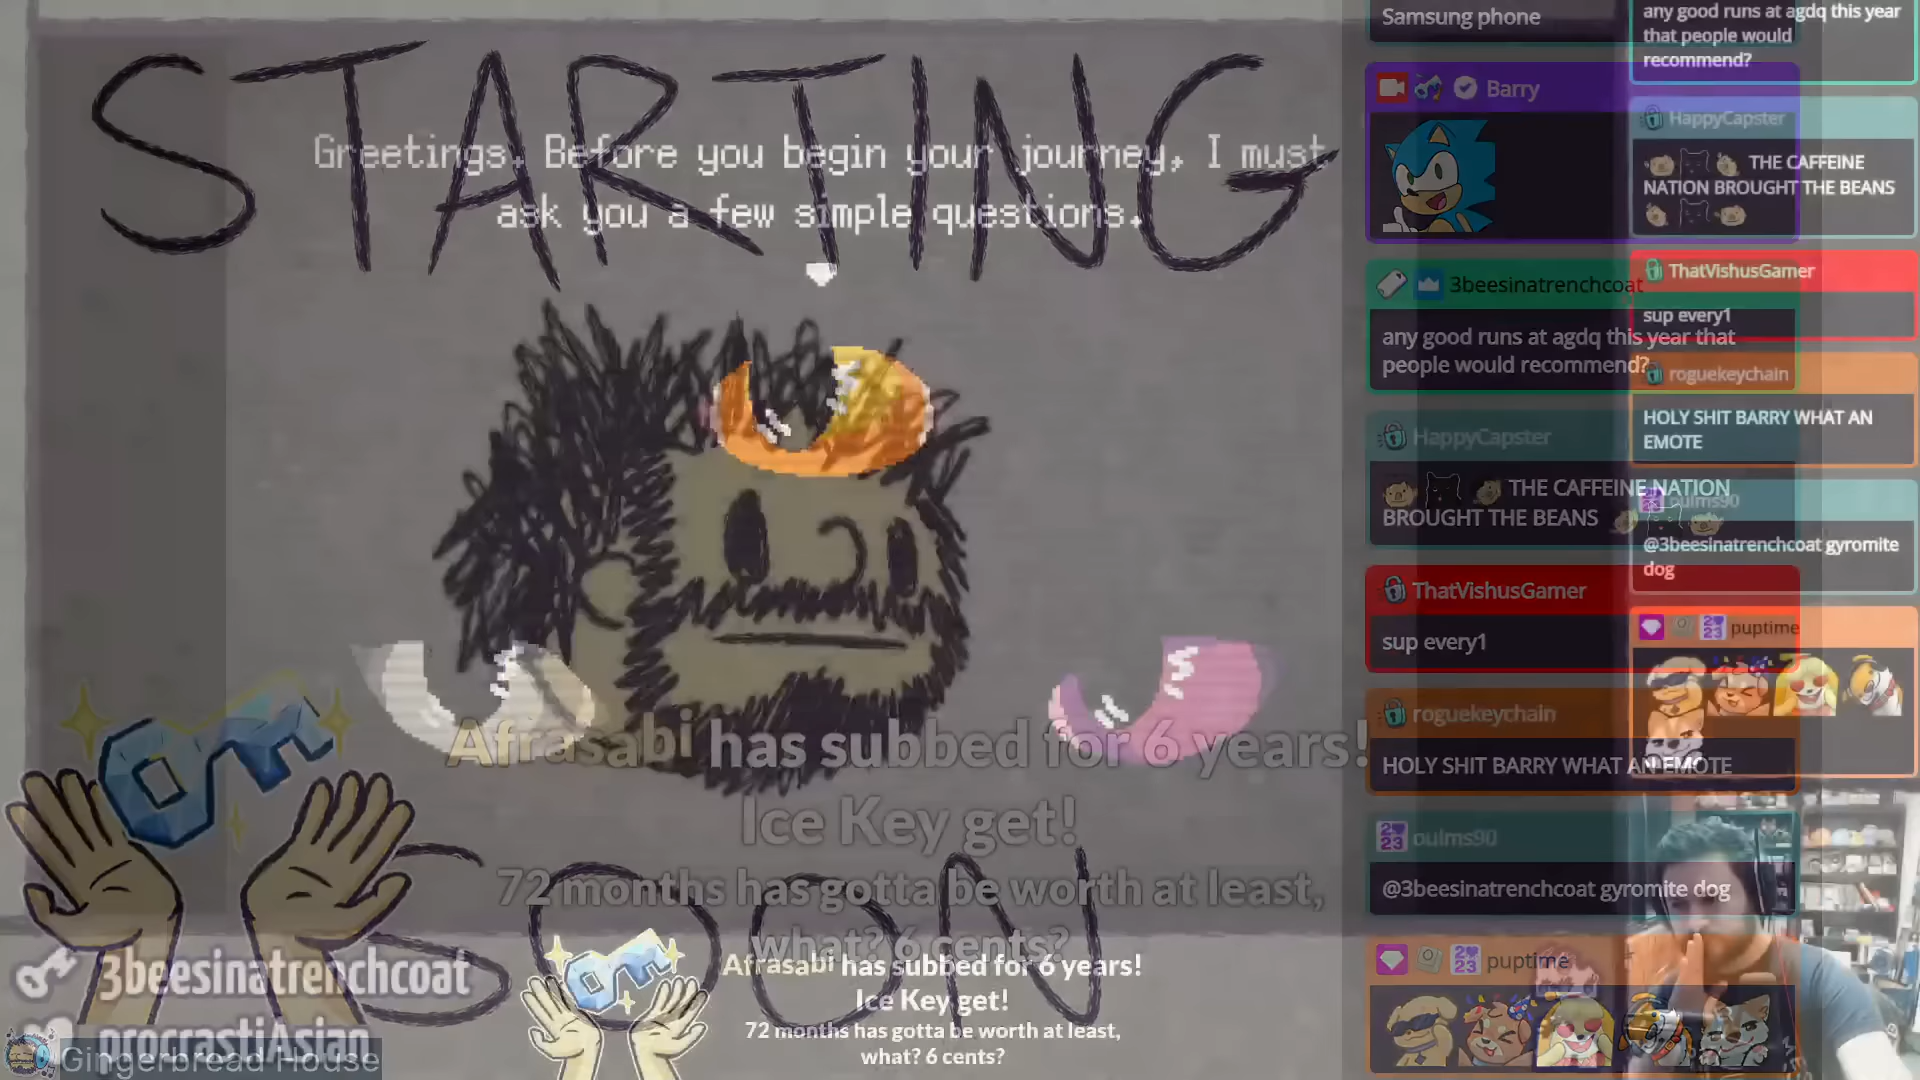 STARTING
Greetings. Before you begin your journey, I must
ask you a few simple questions.
Afrasabi has subbed for 6 years!
Ice Key get!
72 months has gotta be worth at least,
what? 6 cents?
SOON
3beesinatrenchcoat
procrastiAsian
Gingerbread House
Afrasabi has subbed for 6 years!
Ice Key get!
72 months has gotta be worth at least,
what? 6 cents?
Samsung phone
Barry
3beesinatrenchcoat
any good runs at agdq this year that
people would recommend?
HappyCapster
THE CAFFEINE NATION
BROUGHT THE BEANS
ThatVishusGamer
sup every1
roguekeychain
HOLY SHIT BARRY WHAT AN EMOTE
oulms90
@3beesinatrenchcoat gyromite dog
puptime
any good runs at agdq this year
that people would
recommend?
HappyCapster
THE CAFFEINE
NATION BROUGHT THE BEANS
ThatVishusGamer
sup every1
roguekeychain
HOLY SHIT BARRY WHAT AN
EMOTE
oulms90
@3beesinatrenchcoat gyromite
dog
puptime